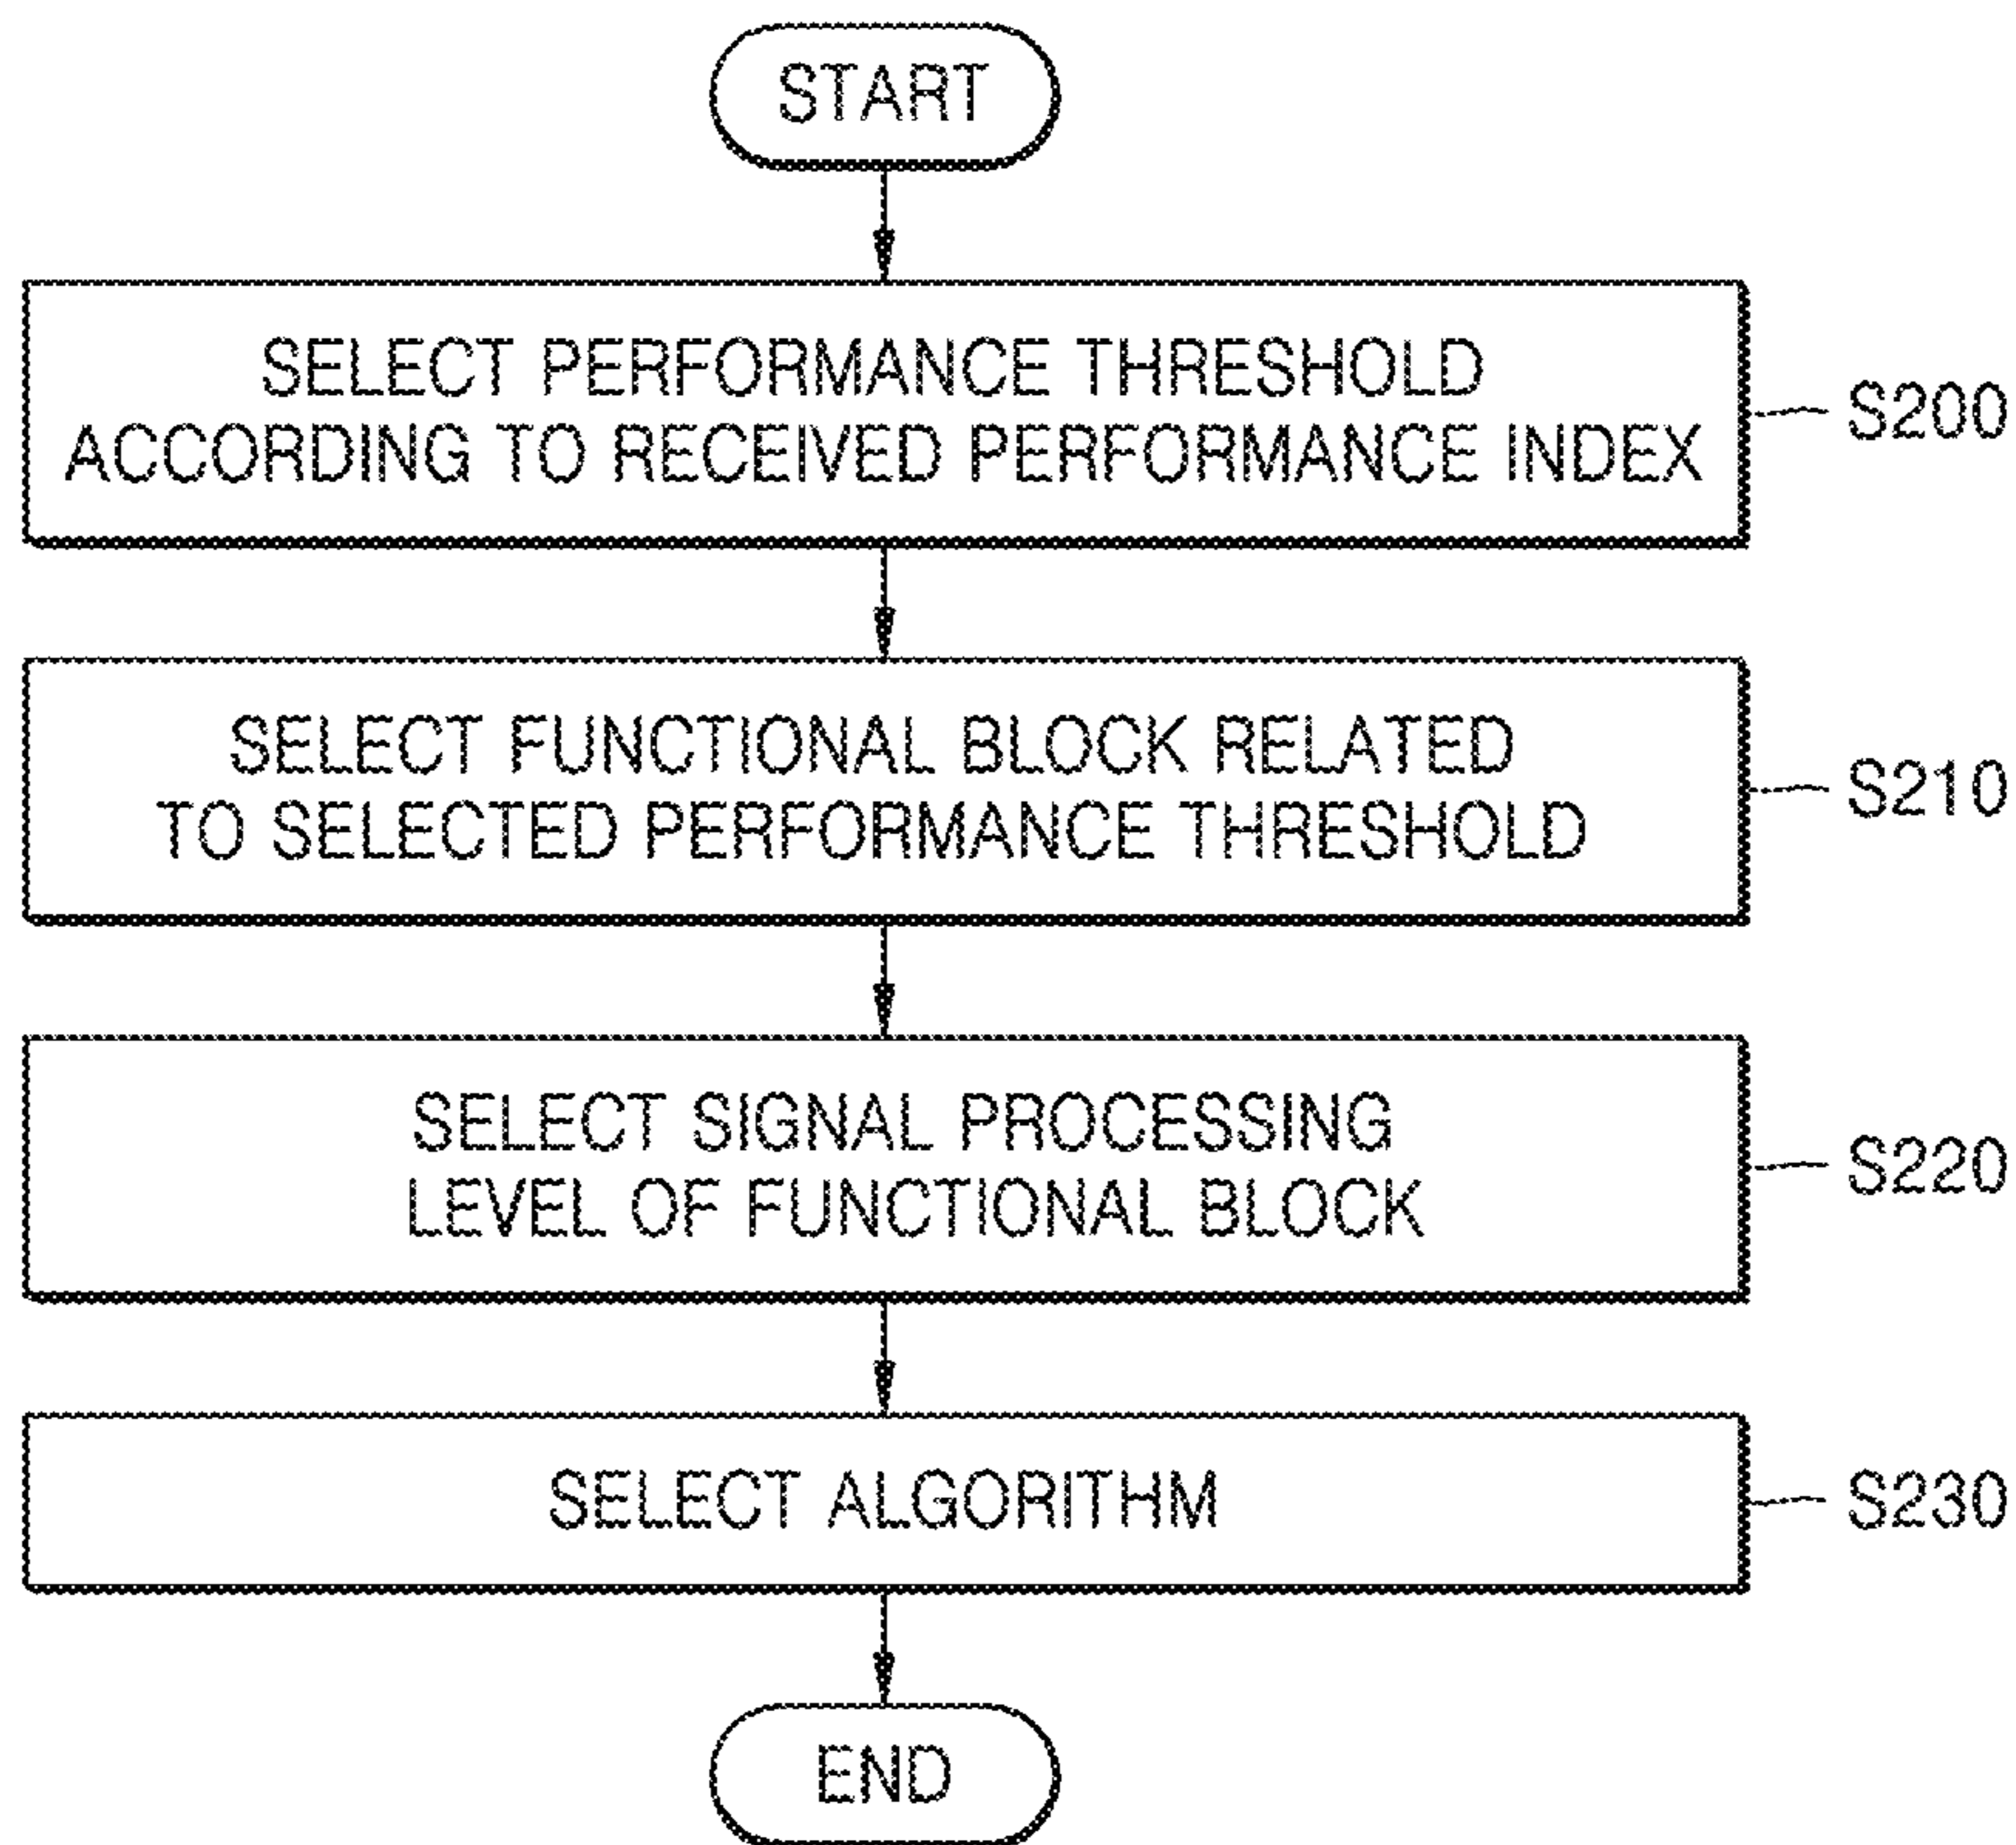 START
SELECT PERFORMANCE THRESHOLD
ACCORDING TO RECEIVED PERFORMANCE INDEX
S200
SELECT FUNCTIONAL BLOCK RELATED
TO SELECTED PERFORMANCE THRESHOLD
S210
SELECT SIGNAL PROCESSING
LEVEL OF FUNCTIONAL BLOCK
S220
SELECT ALGORITHM
S230
END